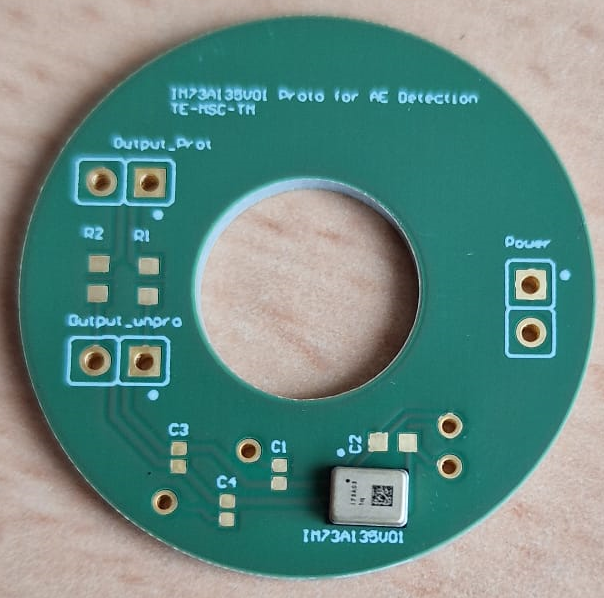 IM73A135V01 Proto for AE Detection
TE-MSC-TM
Output_Prot
R2 R1
Power
Output_unpro
C3
C1
C2
C4
IM73A135V01